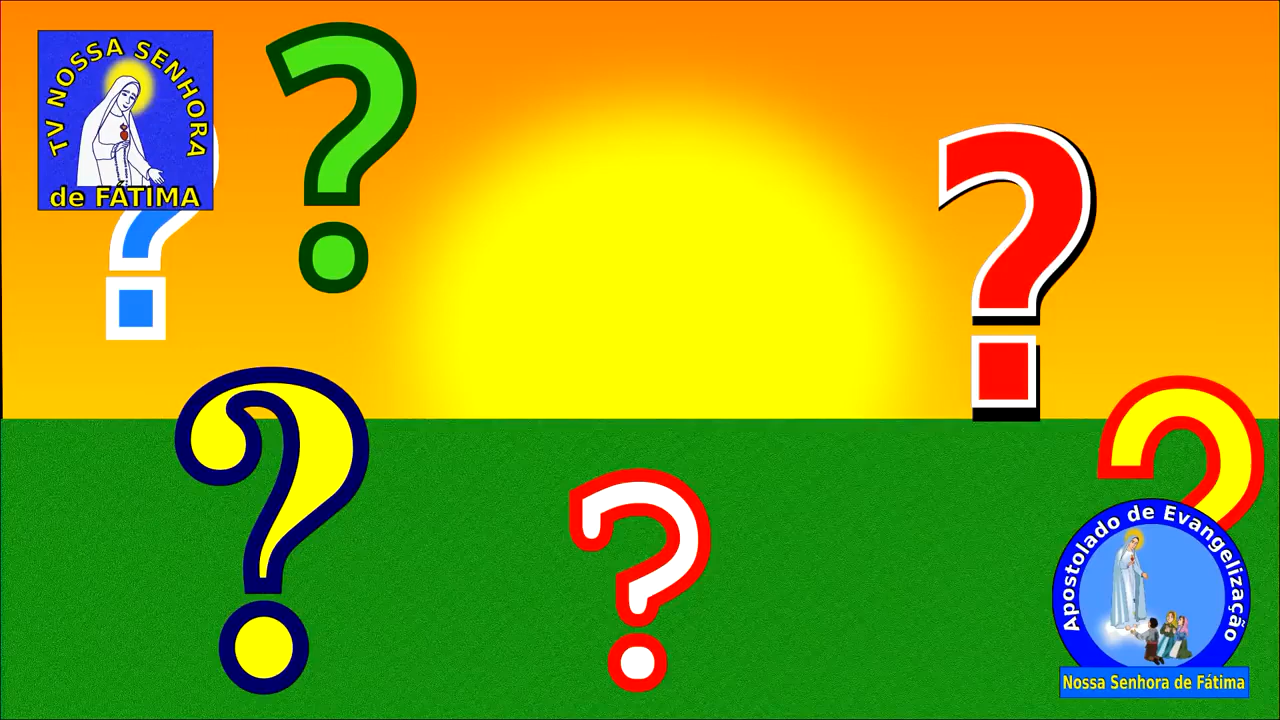 TV NOSSA SENHORA
de FÁTIMA
?
?
?
?
?
?
Apostolado de Evangelização
Nossa Senhora de Fátima